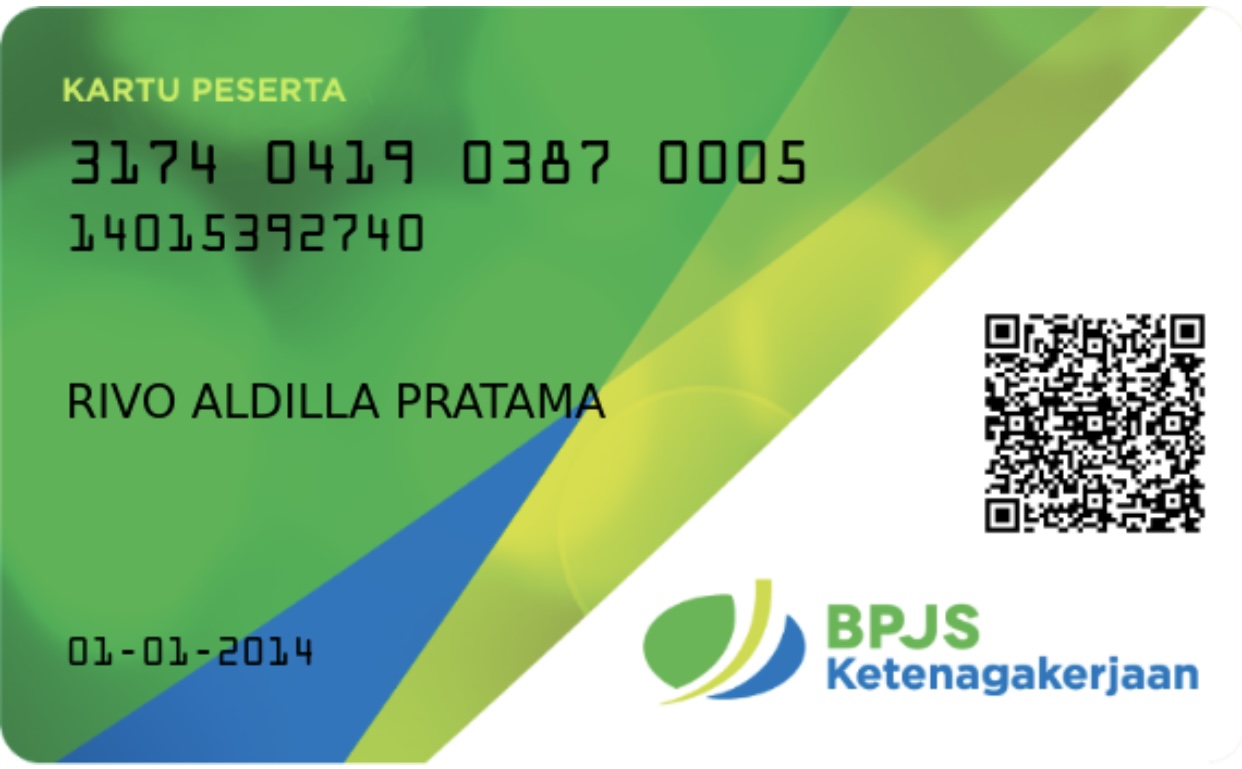 KARTU PESERTA
3174 0419 0387 0005
14015392740
RIVO ALDILLA PRATAMA
01-01-2014
BPJS
Ketenagakerjaan